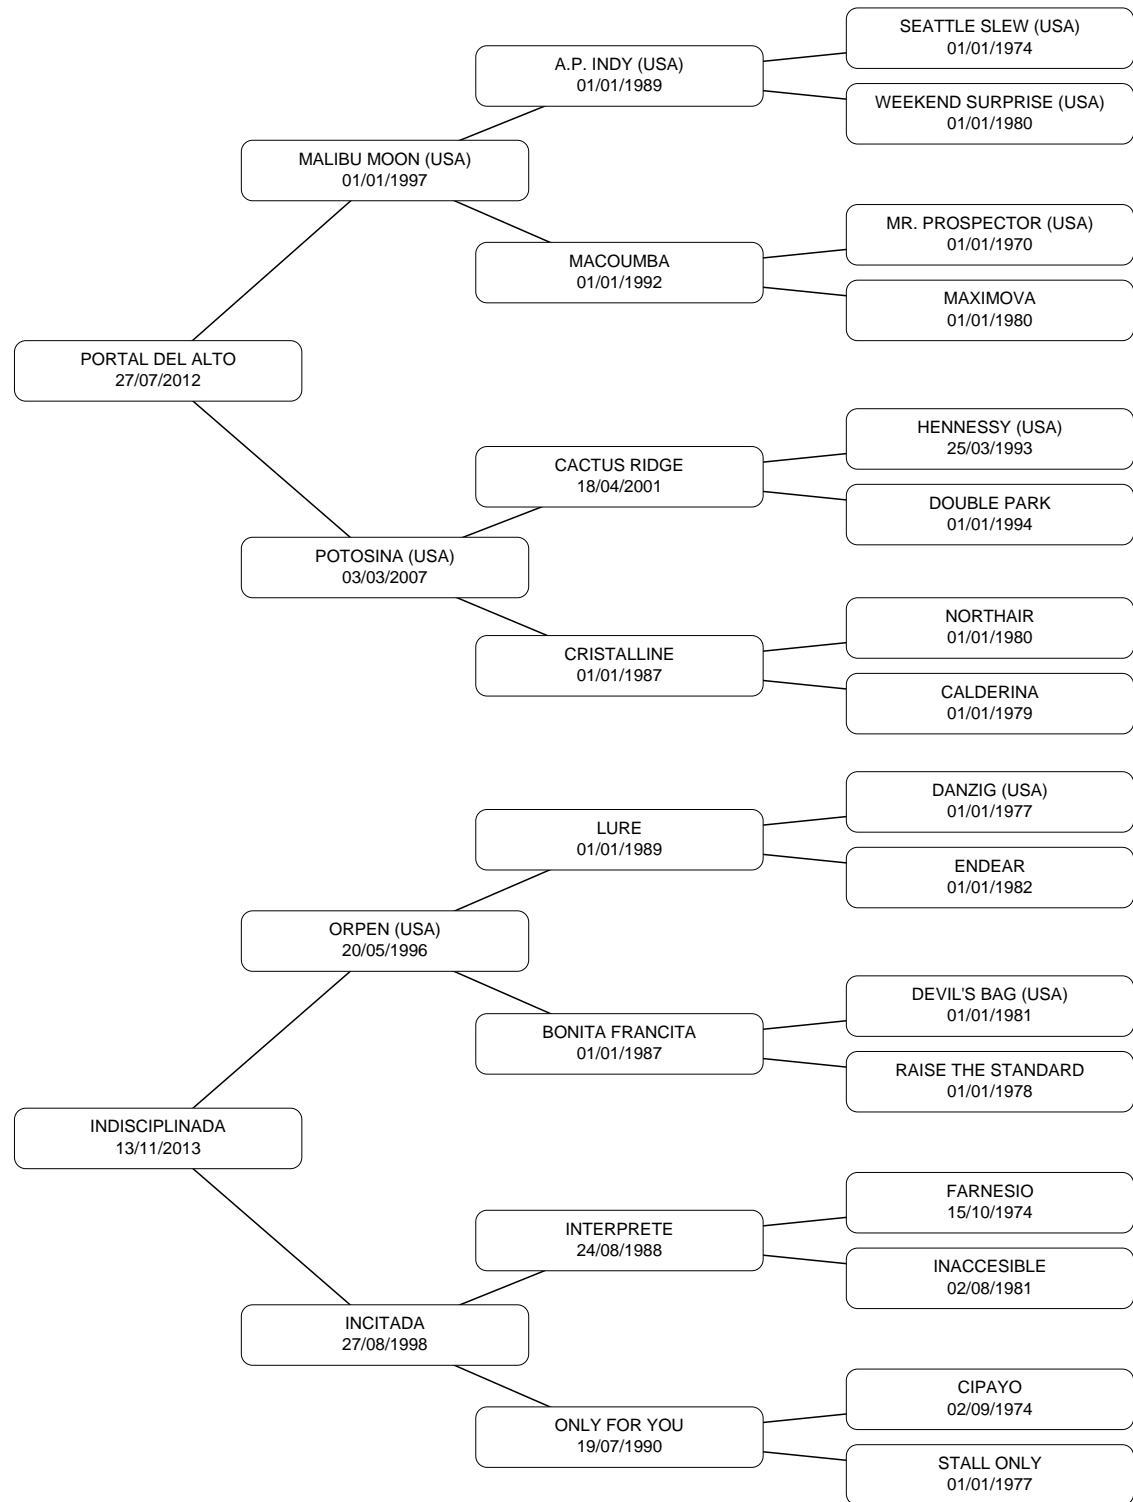 SEATTLE SLEW (USA)
01/01/1974
A.P. INDY (USA)
01/01/1989
WEEKEND SURPRISE (USA)
01/01/1980
MALIBU MOON (USA)
01/01/1997
MR. PROSPECTOR (USA)
01/01/1970
MACOUMBA
01/01/1992
MAXIMOVA
01/01/1980
PORTAL DEL ALTO
27/07/2012
HENNESSY (USA)
25/03/1993
CACTUS RIDGE
18/04/2001
DOUBLE PARK
01/01/1994
POTOSINA (USA)
03/03/2007
NORTHAIR
01/01/1980
CRISTALLINE
01/01/1987
CALDERINA
01/01/1979
DANZIG (USA)
01/01/1977
LURE
01/01/1989
ENDEAR
01/01/1982
ORPEN (USA)
20/05/1996
DEVIL'S BAG (USA)
01/01/1981
BONITA FRANCITA
01/01/1987
RAISE THE STANDARD
01/01/1978
INDISCIPLINADA
13/11/2013
FARNESIO
15/10/1974
INTERPRETE
24/08/1988
INACCESIBLE
02/08/1981
INCITADA
27/08/1998
CIPAYO
02/09/1974
ONLY FOR YOU
19/07/1990
STALL ONLY
01/01/1977